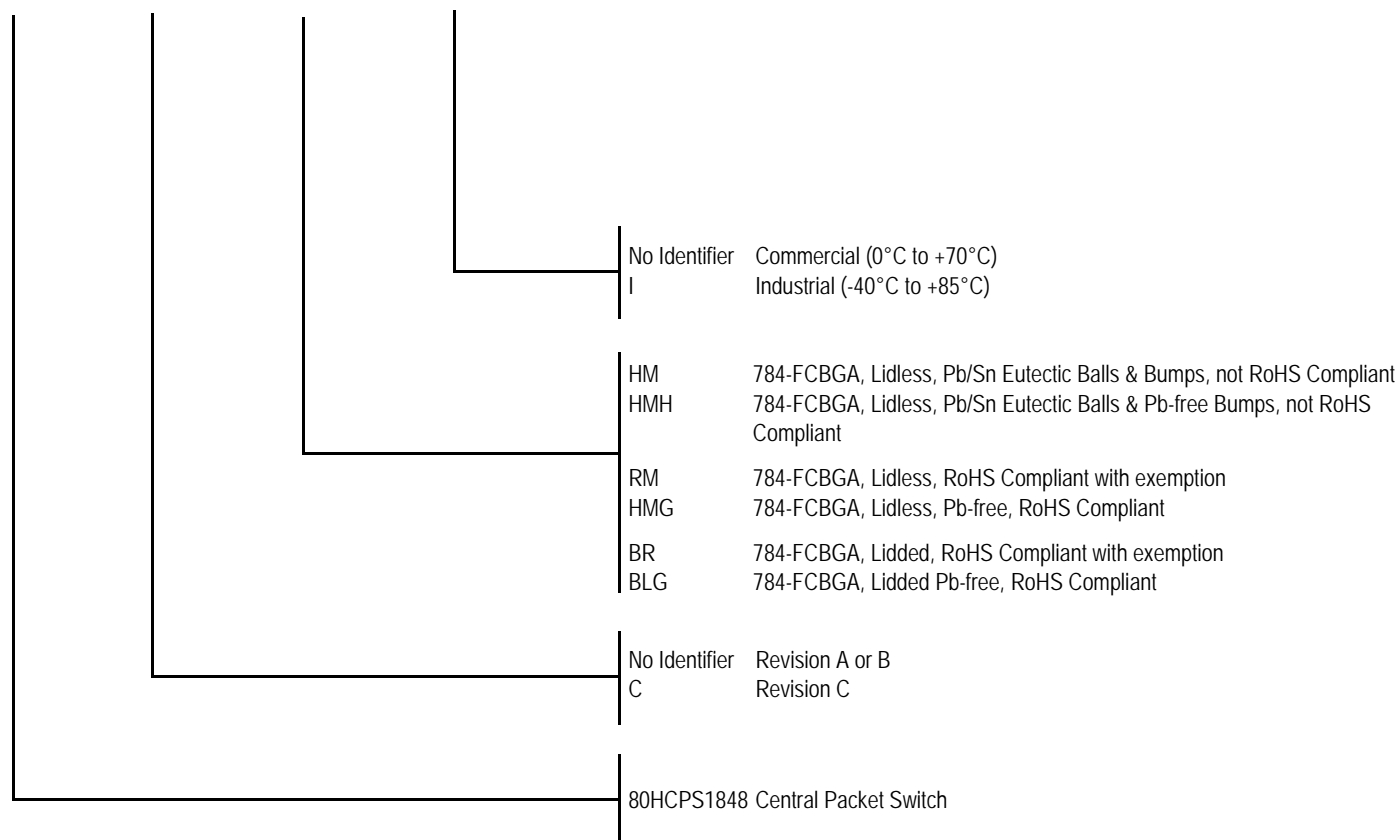 No Identifier Commercial (0°C to +70°C)
I Industrial (-40°C to +85°C)
HM 784-FCBGA, Lidless, Pb/Sn Eutectic Balls & Bumps, not RoHS Compliant
HMH 784-FCBGA, Lidless, Pb/Sn Eutectic Balls & Pb-free Bumps, not RoHS
Compliant
RM 784-FCBGA, Lidless, RoHS Compliant with exemption
HMG 784-FCBGA, Lidless, Pb-free, RoHS Compliant
BR 784-FCBGA, Lidded, RoHS Compliant with exemption
BLG 784-FCBGA, Lidded Pb-free, RoHS Compliant
No Identifier Revision A or B
C Revision C
80HCPS1848 Central Packet Switch